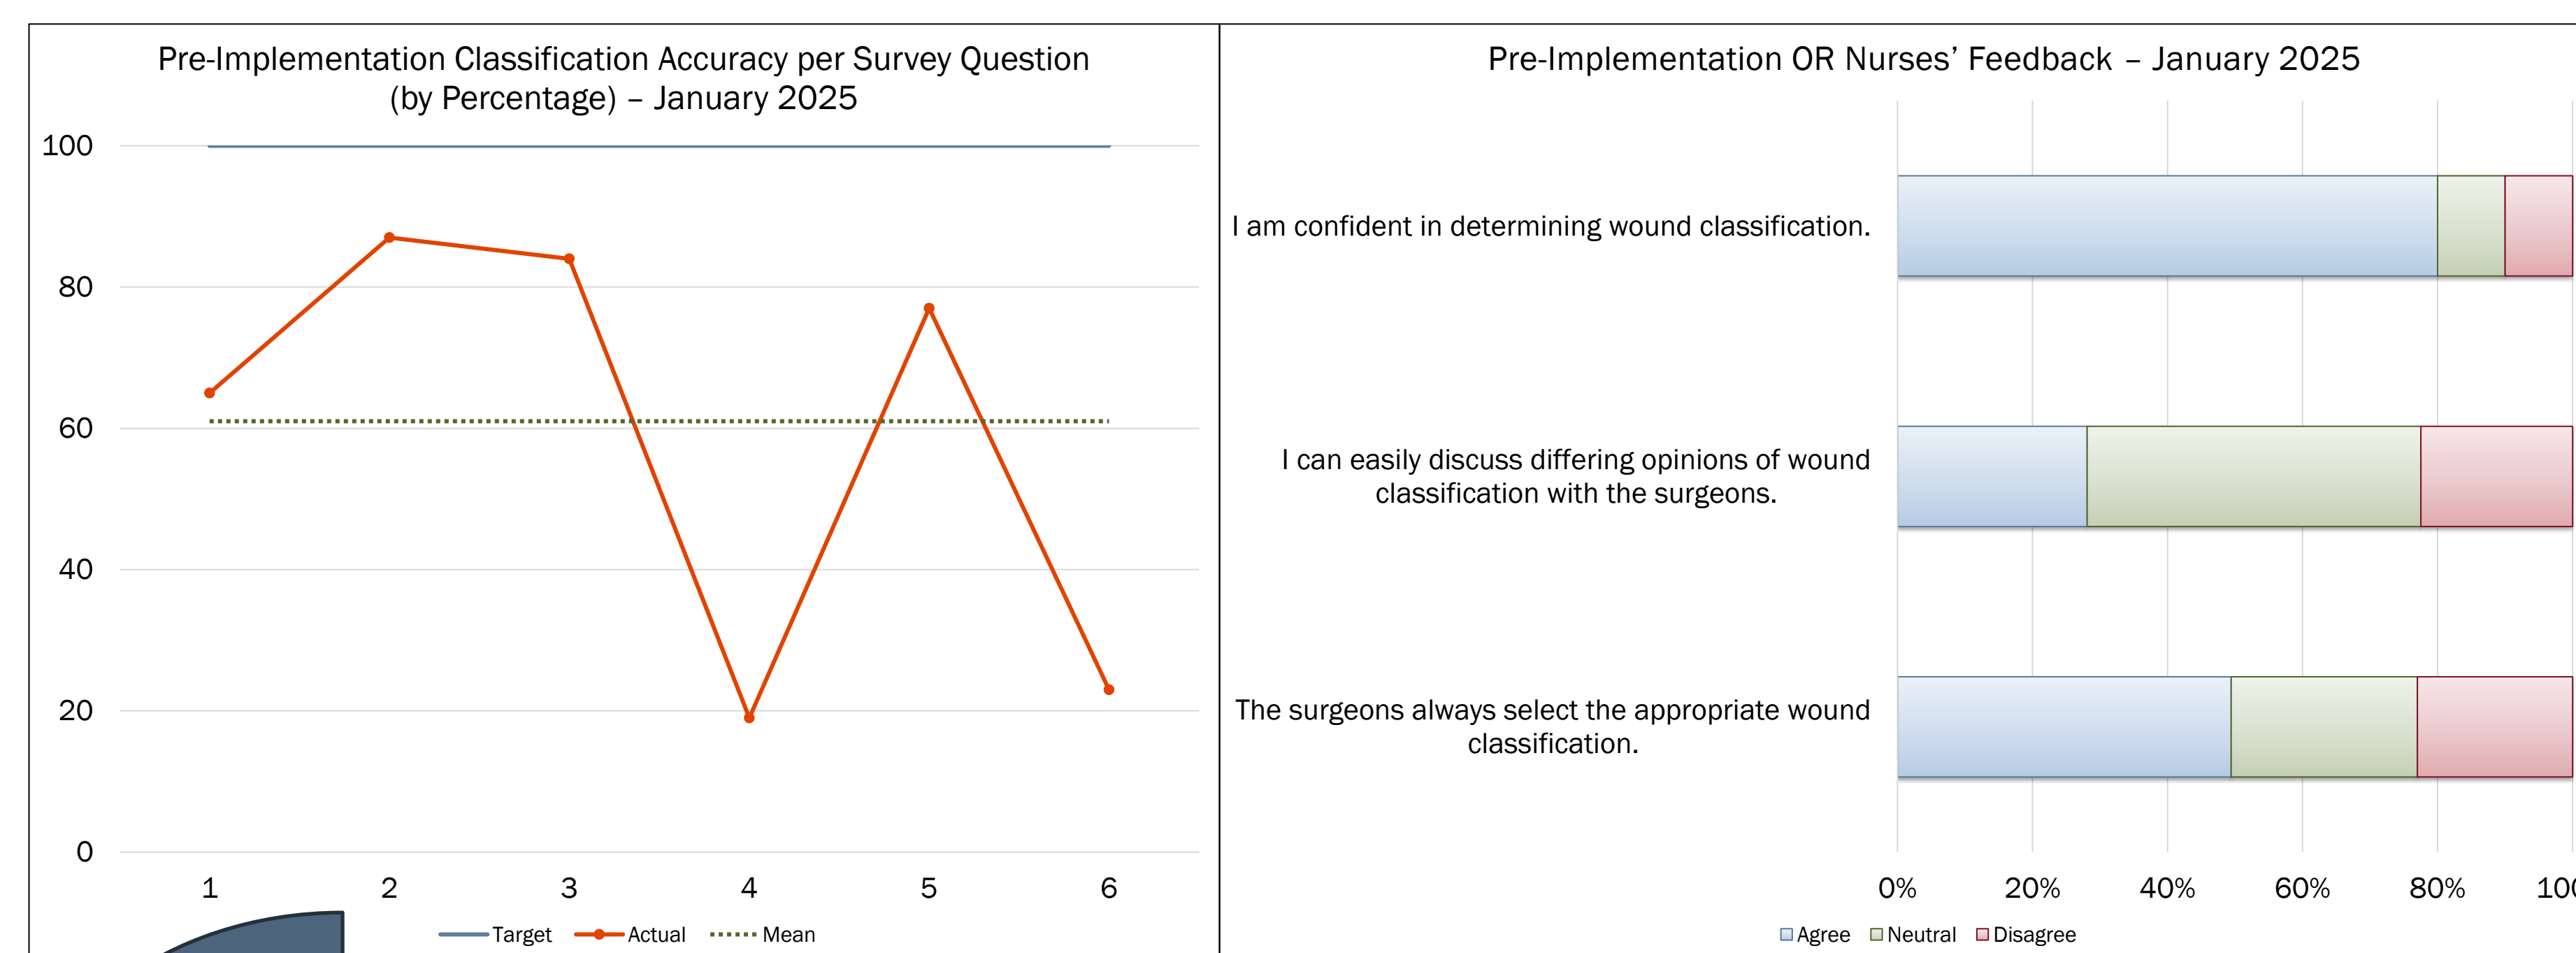 Pre-Implementation Classification Accuracy per Survey Question
(by Percentage) – January 2025
100
80
60
40
20
0
1 2 3 4 5 6
Target Actual Mean
Pre-Implementation OR Nurses’ Feedback – January 2025
I am confident in determining wound classification.
I can easily discuss differing opinions of wound
classification with the surgeons.
The surgeons always select the appropriate wound
classification.
0% 20% 40% 60% 80%
Agree Neutral Disagree